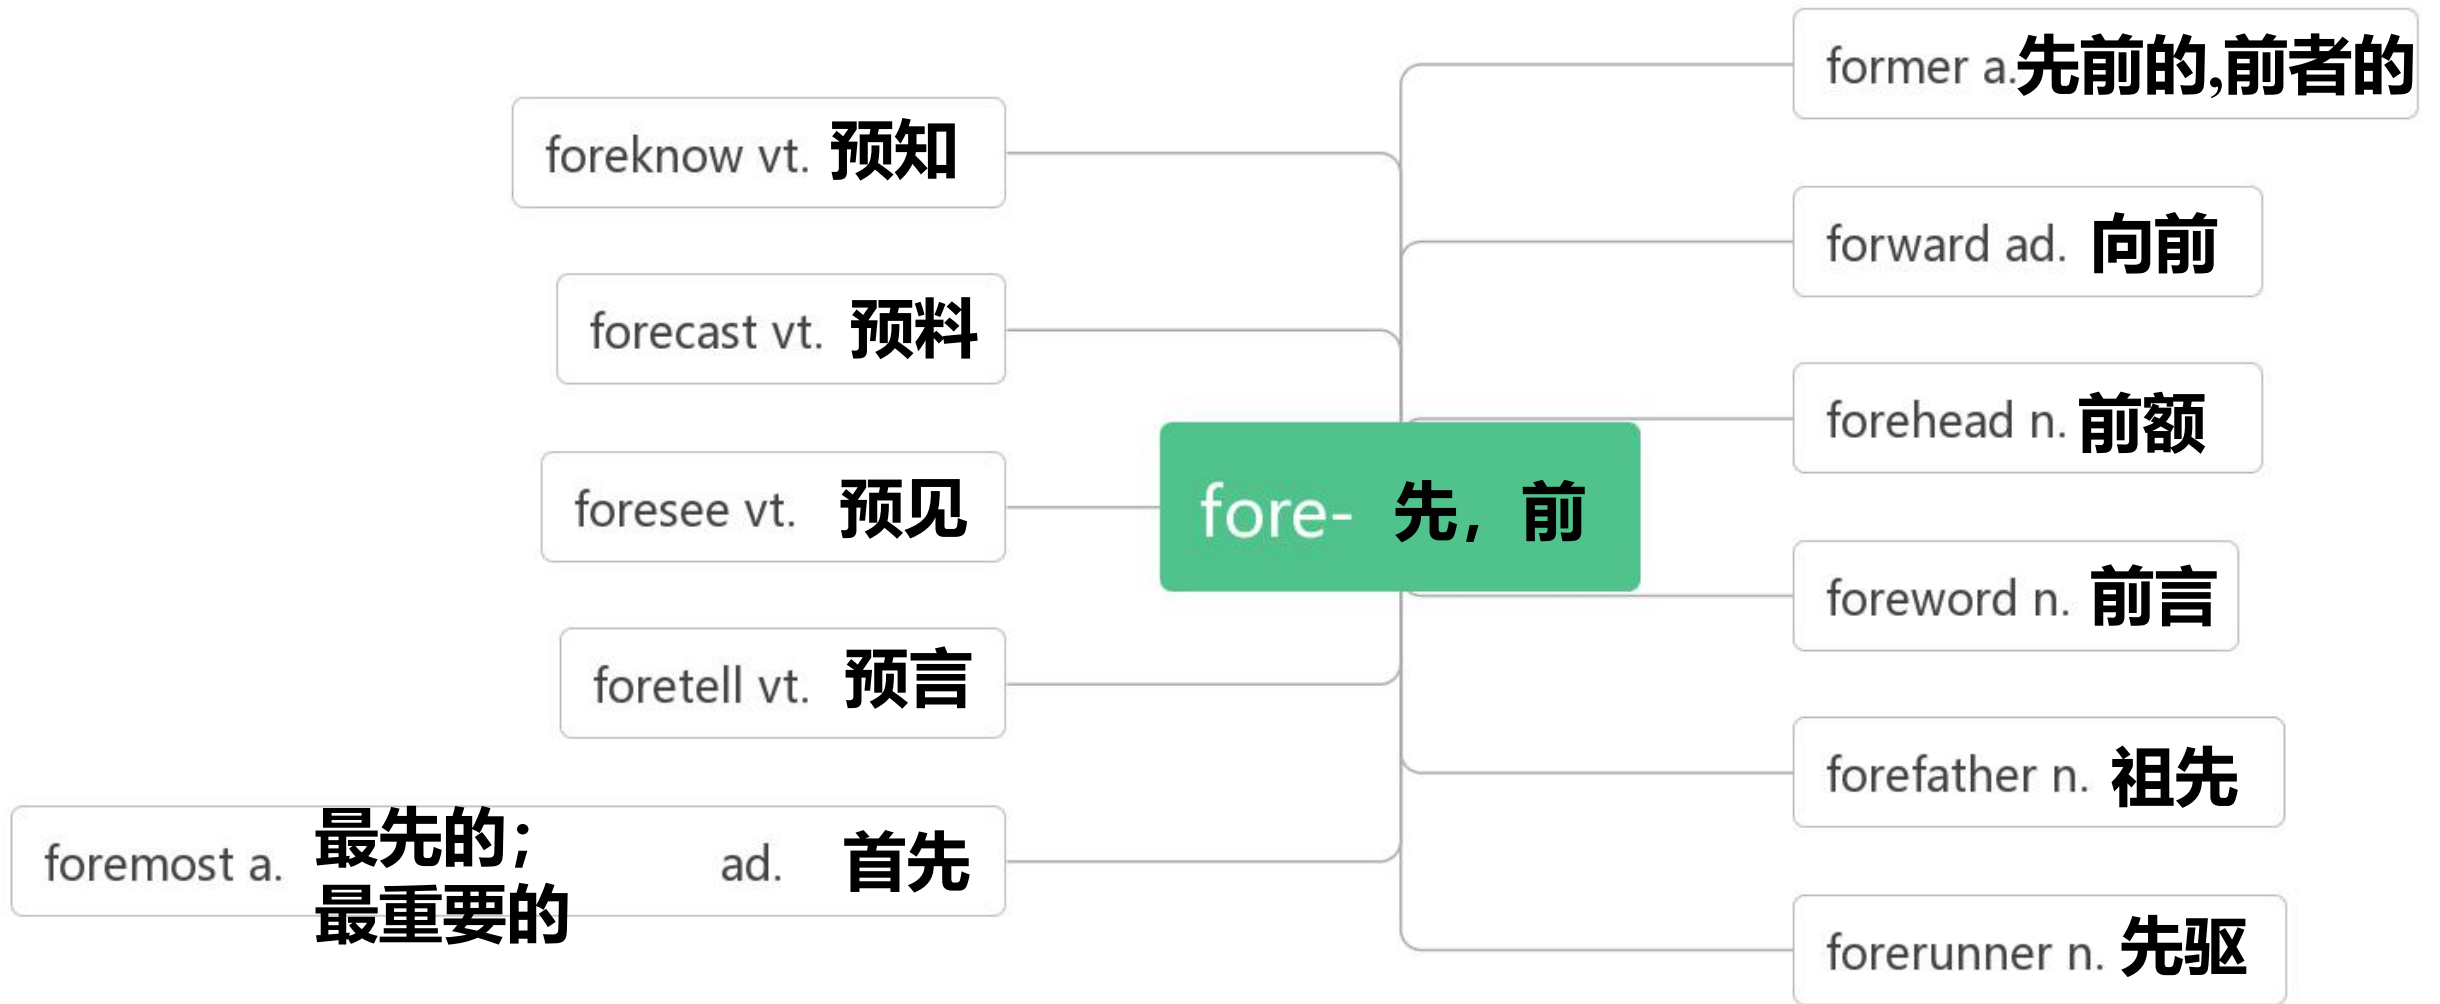 former a.先前的,前者的
foreknow vt. 预知
forward ad. 向前
forecast vt. 预料
forehead n. 前额
foresee vt. 预见
fore- 先，前
foreword n. 前言
foretell vt. 预言
forefather n. 祖先
foremost a. 最先的；
最重要的
ad. 首先
forerunner n. 先驱